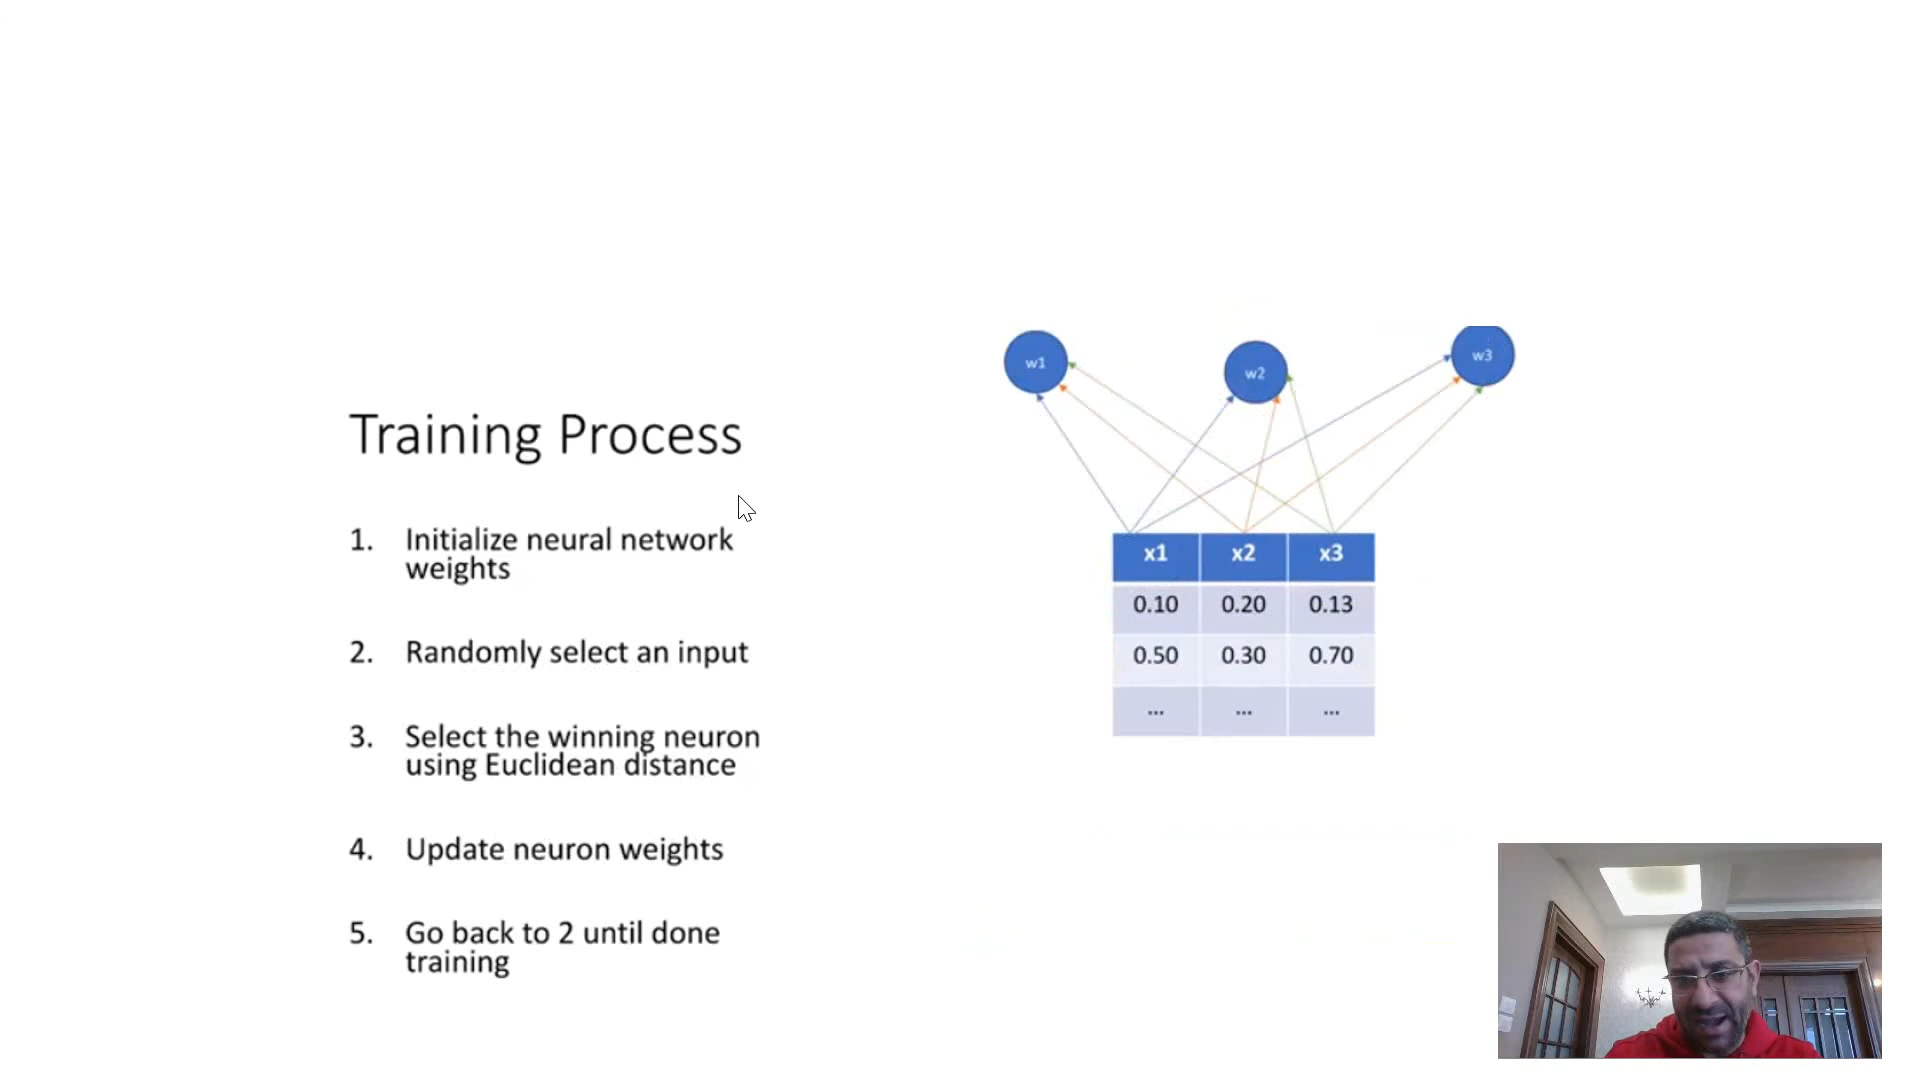 Training Process
1. Initialize neural network
weights
2. Randomly select an input
3. Select the winning neuron
using Euclidean distance
4. Update neuron weights
5. Go back to 2 until done
training
w1 w2 w3
x1 x2 x3
0.10 0.20 0.13
0.50 0.30 0.70
... ... ...